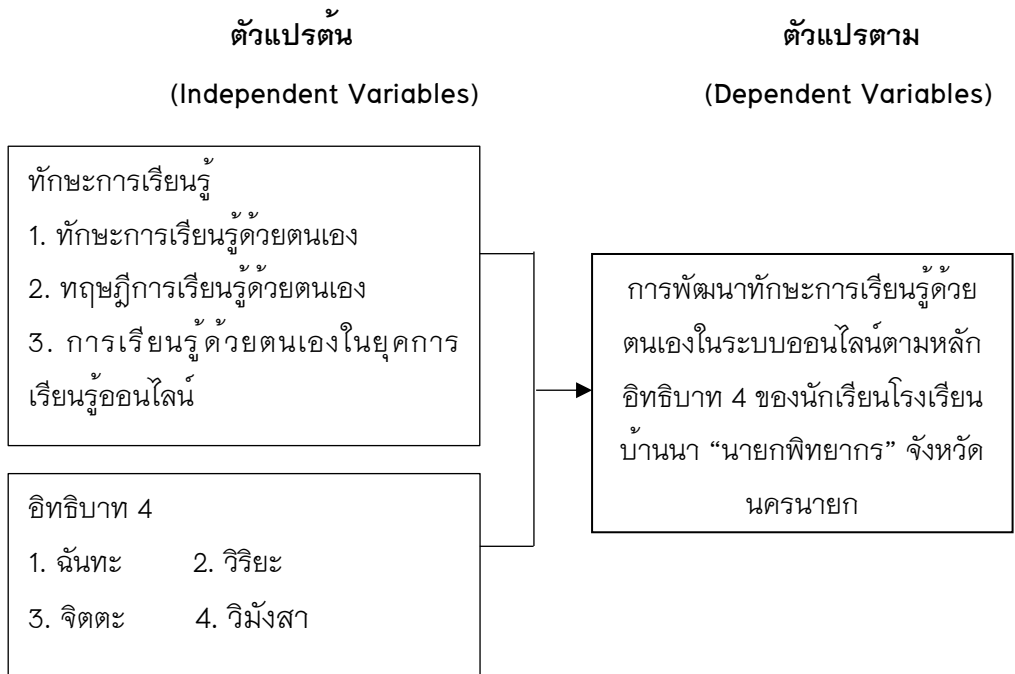 ตัวแปรต้น
(Independent Variables)
ตัวแปรตาม
(Dependent Variables)
ทักษะการเรียนรู้
1. ทักษะการเรียนรู้ด้วยตนเอง
2. ทฤษฎีการเรียนรู้ด้วยตนเอง
3. การเรียนรู้ด้วยตนเองในยุคการ
เรียนรู้ออนไลน์
อิทธิบาท 4
1. ฉันทะ 2. วิริยะ
3. จิตตะ 4. วิมังสา
การพัฒนาทักษะการเรียนรู้ด้วย
ตนเองในระบบออนไลน์ตามหลัก
อิทธิบาท 4 ของนักเรียนโรงเรียน
บ้านนา “นายกพิทยากร” จังหวัด
นครนายก